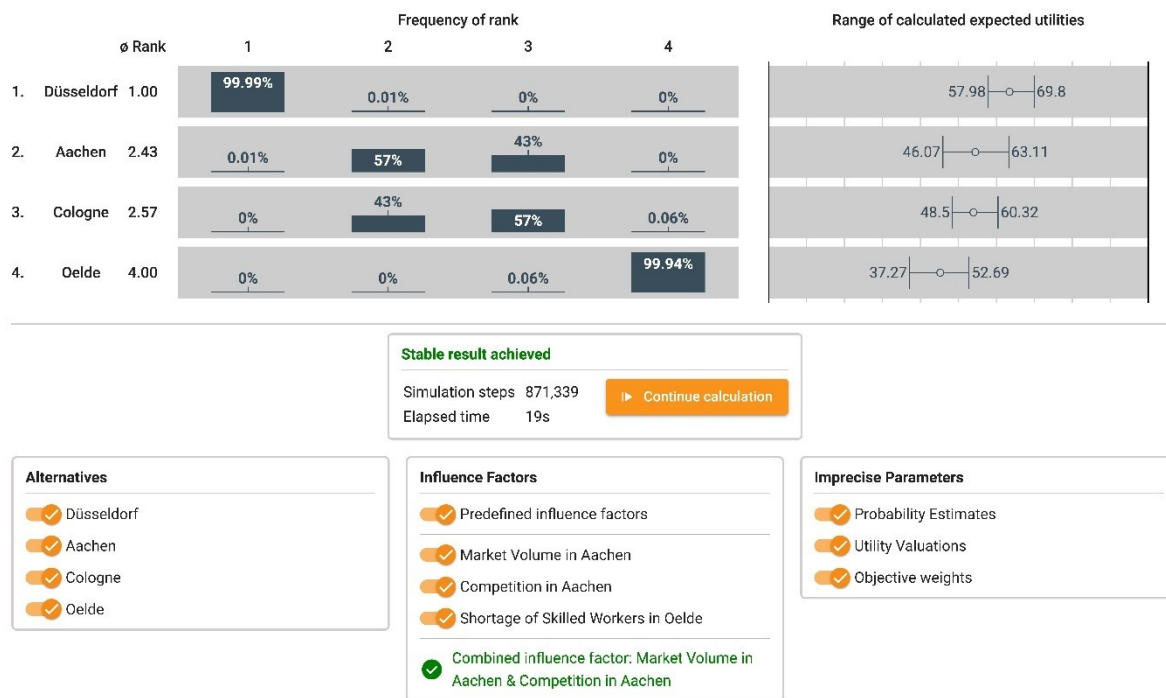 Frequency of rank
Range of calculated expected utilities
ø Rank 1 2 3 4
1. Düsseldorf 1.00 99.99% 0.01% 0% 0% 57.98 69.8
2. Aachen 2.43 0.01% 57% 43% 0% 46.07 63.11
3. Cologne 2.57 0% 43% 57% 0.06% 48.5 60.32
4. Oelde 4.00 0% 0% 0.06% 99.94% 37.27 52.69
Stable result achieved
Simulation steps 871,339
Elapsed time 19s
Continue calculation
Alternatives
Düsseldorf
Aachen
Cologne
Oelde
Influence Factors
Predefined influence factors
Market Volume in Aachen
Competition in Aachen
Shortage of Skilled Workers in Oelde
Combined influence factor: Market Volume in
Aachen & Competition in Aachen
Imprecise Parameters
Probability Estimates
Utility Valuations
Objective weights